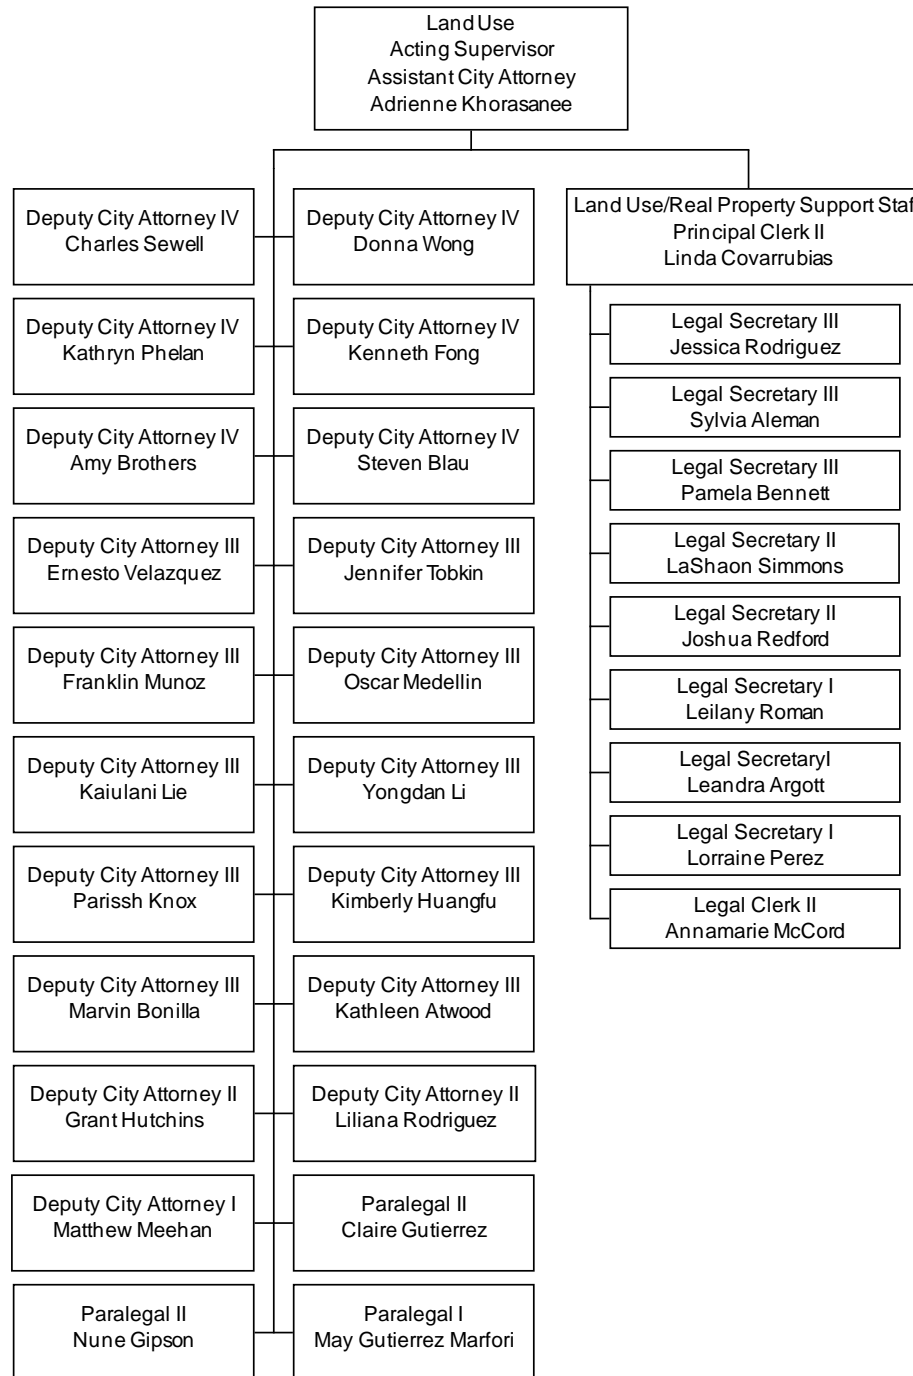 Land Use
Acting Supervisor
Assistant City Attorney
Adrienne Khorasanee
Deputy City Attorney IV
Charles Sewell
Deputy City Attorney IV
Donna Wong
Land Use/Real Property Support Staf
Principal Clerk II
Linda Covarrubias
Deputy City Attorney IV
Kathryn Phelan
Deputy City Attorney IV
Kenneth Fong
Deputy City Attorney IV
Amy Brothers
Deputy City Attorney IV
Steven Blau
Deputy City Attorney III
Ernesto Velazquez
Deputy City Attorney III
Jennifer Tobkin
Deputy City Attorney III
Franklin Munoz
Deputy City Attorney III
Oscar Medellin
Deputy City Attorney III
Kaiulani Lie
Deputy City Attorney III
Yongdan Li
Deputy City Attorney III
Parissh Knox
Deputy City Attorney III
Kimberly Huangfu
Deputy City Attorney III
Marvin Bonilla
Deputy City Attorney III
Kathleen Atwood
Deputy City Attorney II
Grant Hutchins
Deputy City Attorney II
Liliana Rodriguez
Deputy City Attorney I
Matthew Meehan
Paralegal II
Claire Gutierrez
Paralegal II
Nune Gipson
Paralegal I
May Gutierrez Marfori
Legal Secretary III
Jessica Rodriguez
Legal Secretary III
Sylvia Aleman
Legal Secretary III
Pamela Bennett
Legal Secretary II
LaShaon Simmons
Legal Secretary II
Joshua Redford
Legal Secretary I
Leilany Roman
Legal SecretaryI
Leandra Argott
Legal Secretary I
Lorraine Perez
Legal Clerk II
Annamarie McCord